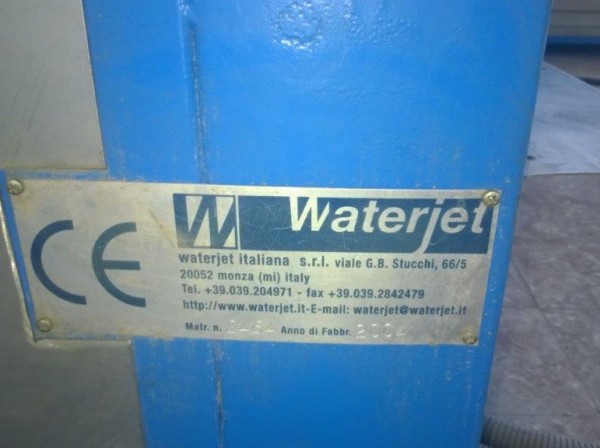 CE
W Waterjet
waterjet italiana s.r.l. viale G.B. Stucchi, 66/5
20052 monza (mi) italy
Tel. +39.039.204971 - fax +39.039.2842479
http://www.waterjet.it-E-mail: waterjet@waterjet.it
Matr. n. Anno di Fabbr. 2004